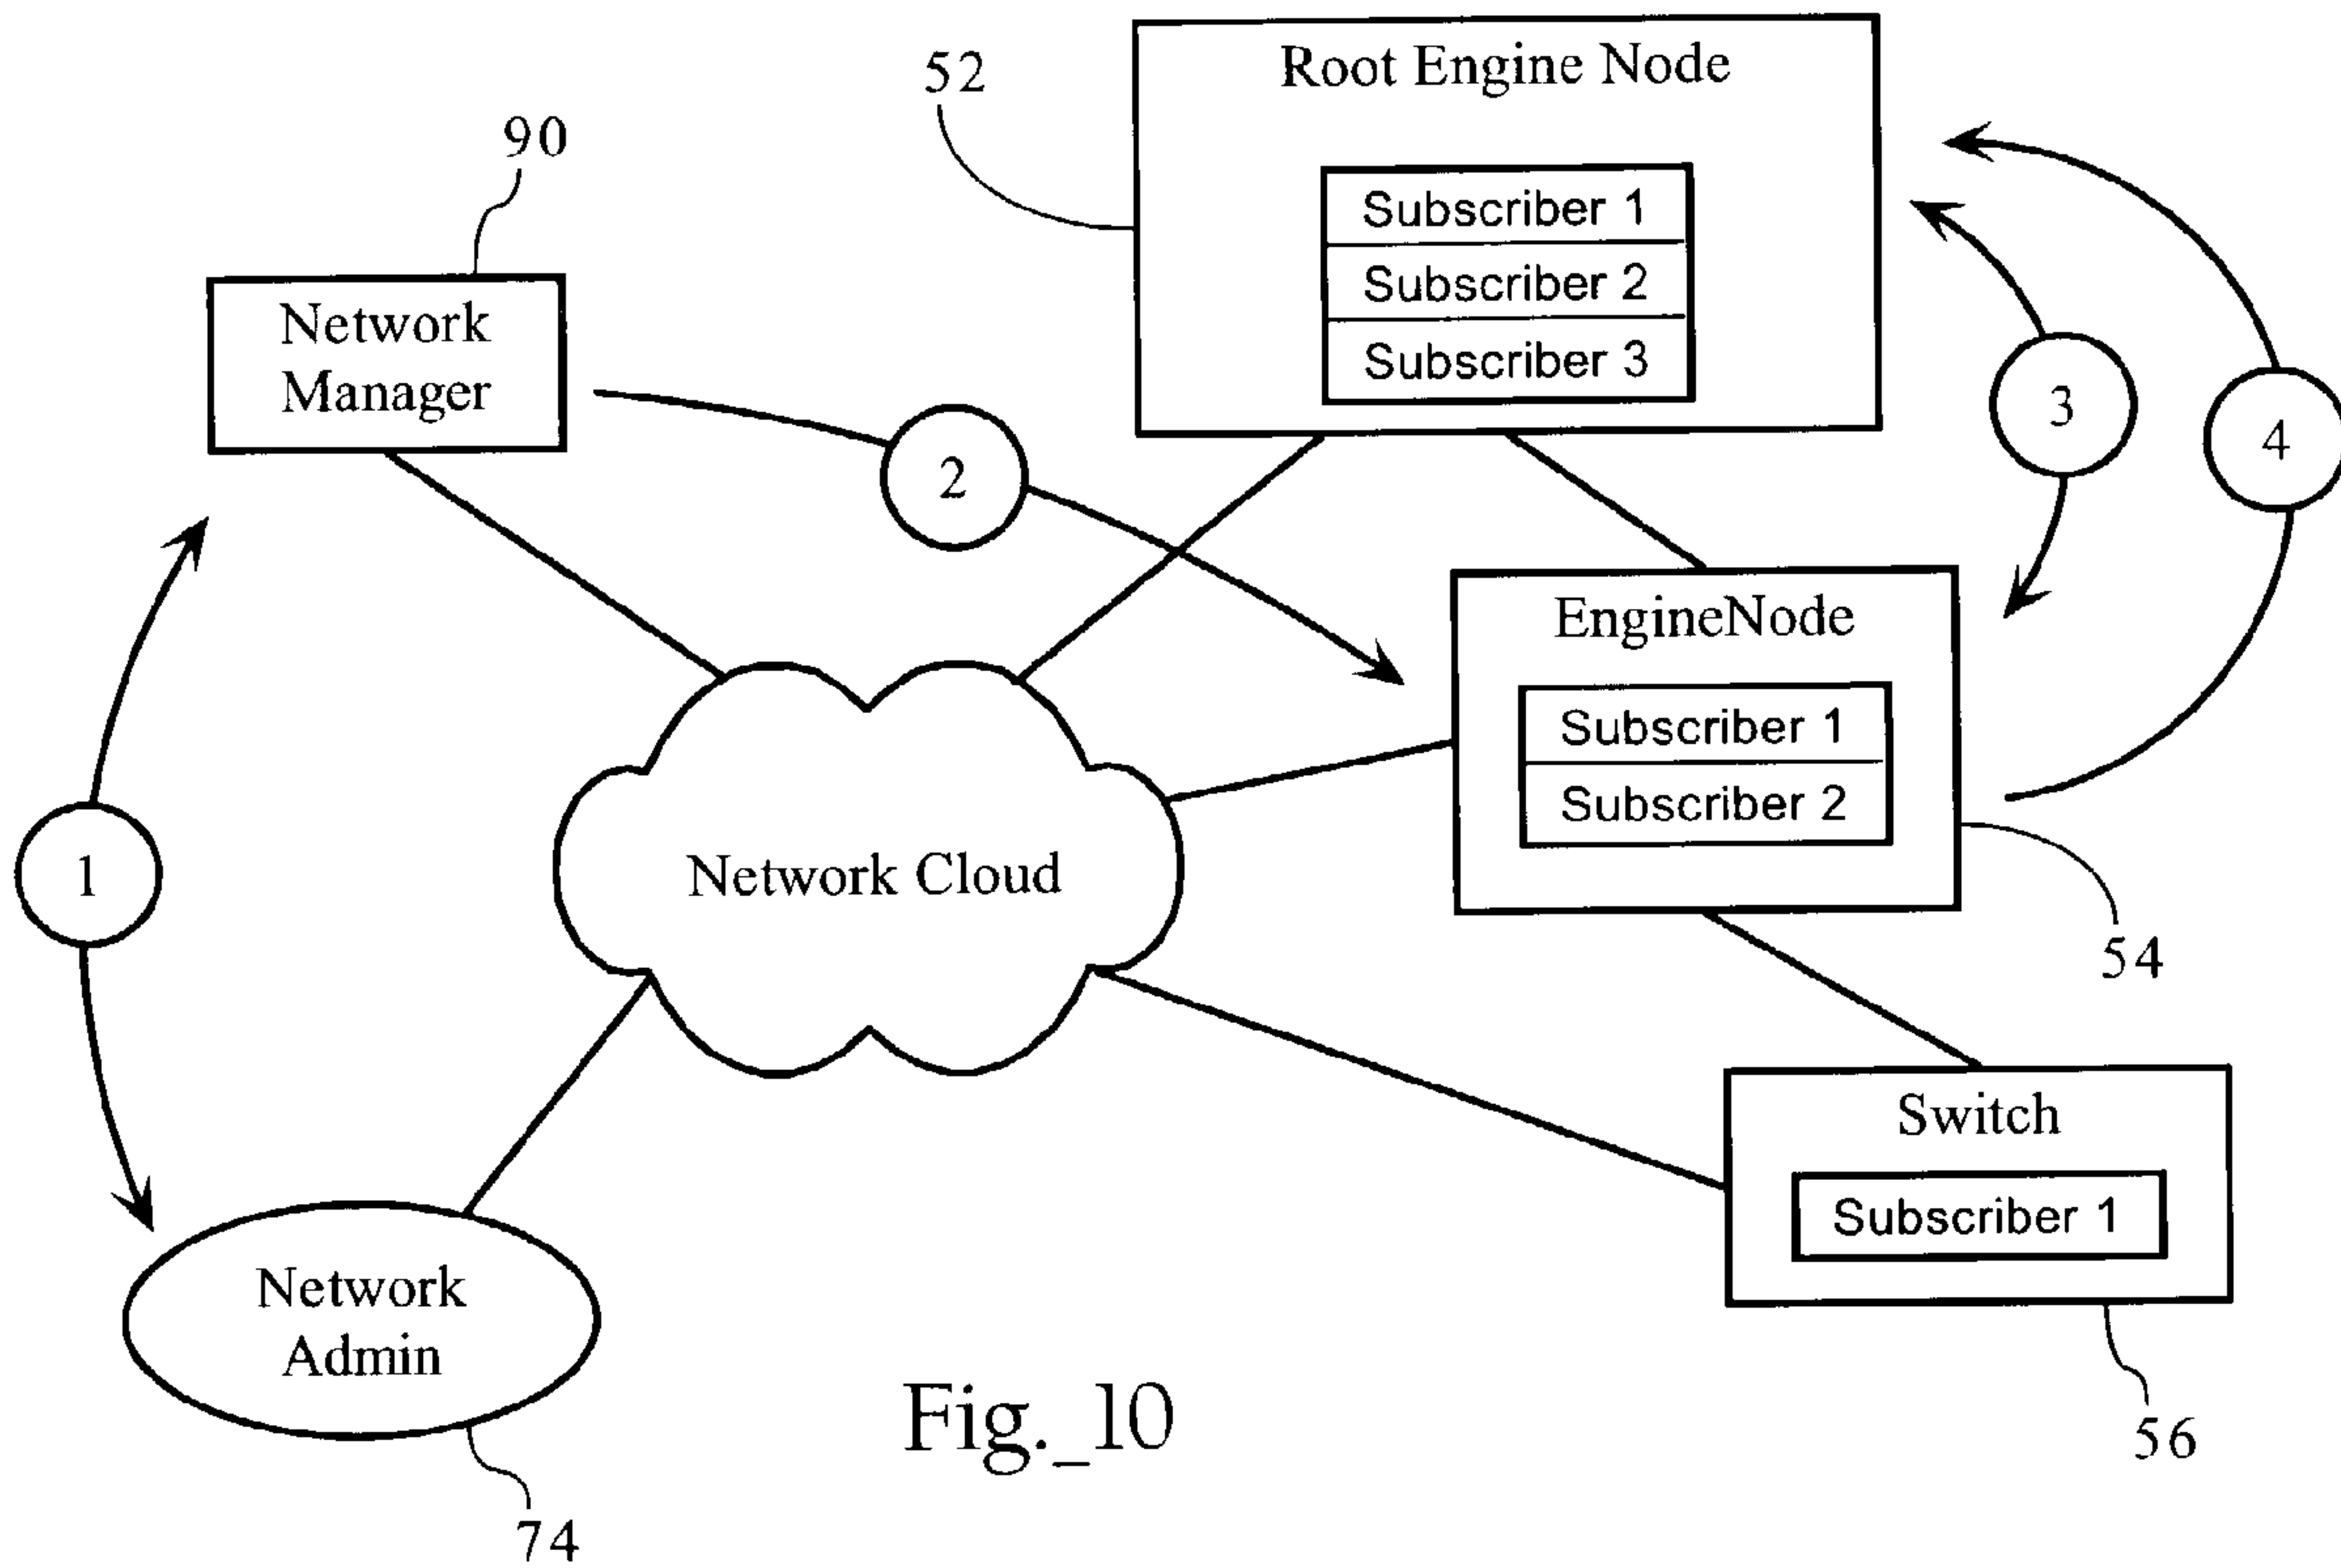 52
Root Engine Node
90
Subscriber 1
Subscriber 2
Subscriber 3
Network
Manager
2
3
4
EngineNode
Subscriber 1
Subscriber 2
1
Network Cloud
54
Switch
Subscriber 1
Network
Admin
Fig._10
56
74